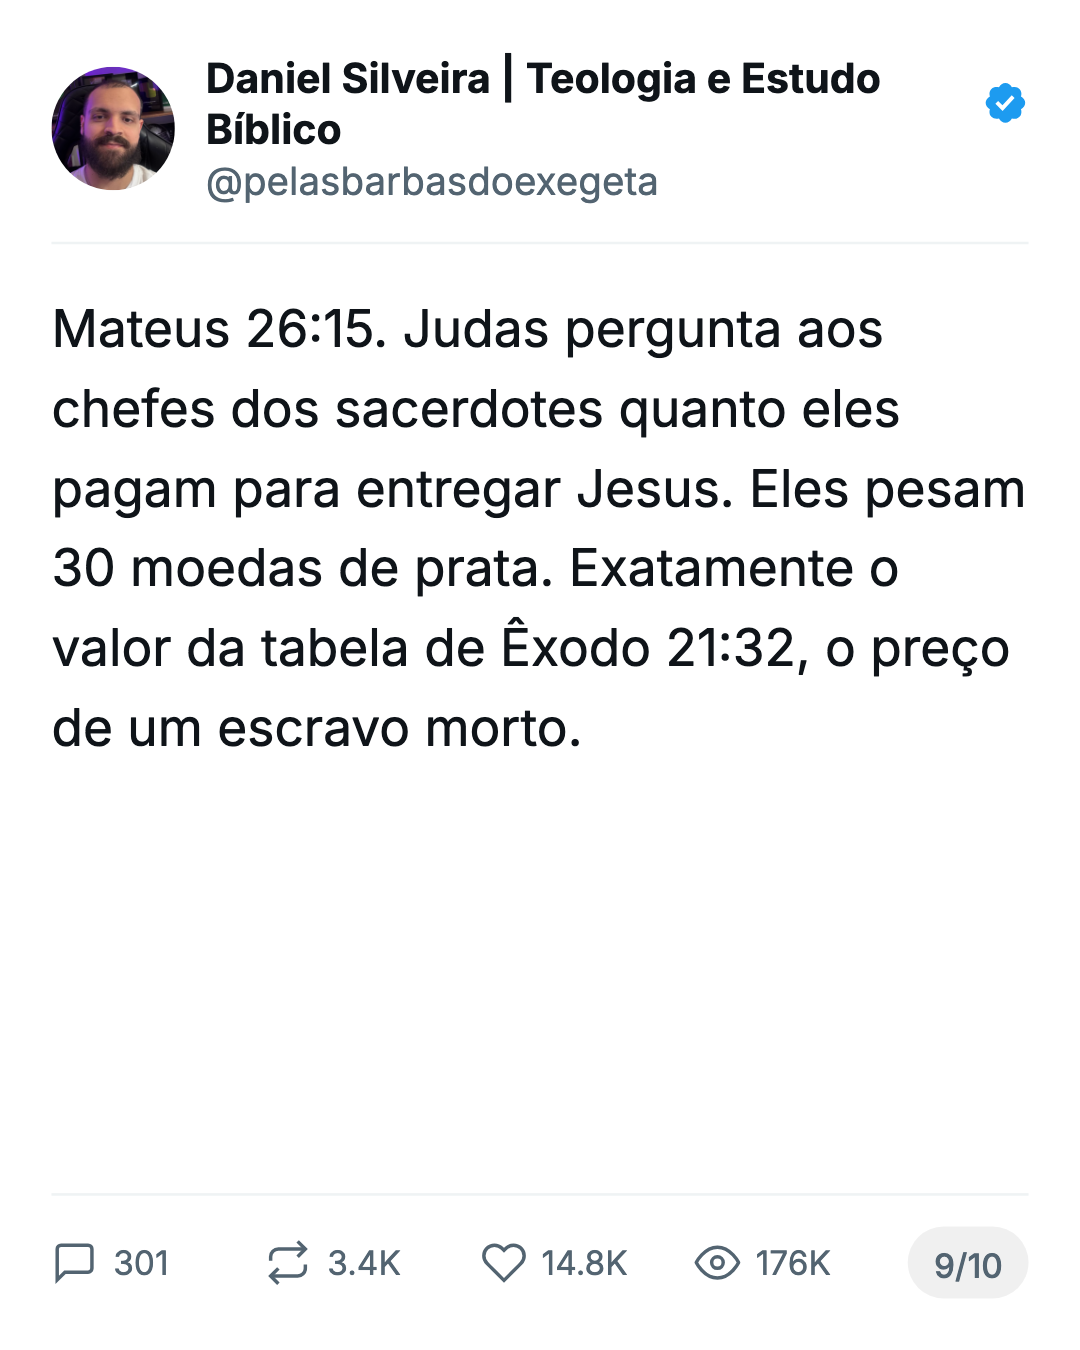 Daniel Silveira | Teologia e Estudo
Bíblico
@pelasbarbasdoexegeta
Mateus 26:15. Judas pergunta aos
chefes dos sacerdotes quanto eles
pagam para entregar Jesus. Eles pesam
30 moedas de prata. Exatamente o
valor da tabela de Êxodo 21:32, o preço
de um escravo morto.
301 3.4K 14.8K 176K 9/10